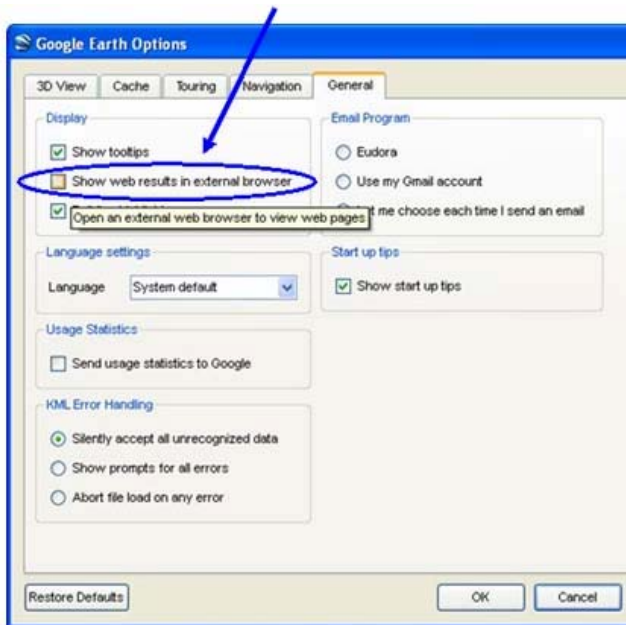 Google Earth Options
3D View Cache Touring Navigation General
Display
Show tooltips
Show web results in external browser
Open an external web browser to view web pages
Email Program
Eudora
Use my Gmail account
me choose each time I send an email
Language settings
Language System default
Start up tips
Show start up tips
Usage Statistics
Send usage statistics to Google
KML Error Handling
Silently accept all unrecognized data
Show prompts for all errors
Abort file load on any error
Restore Defaults OK Cancel